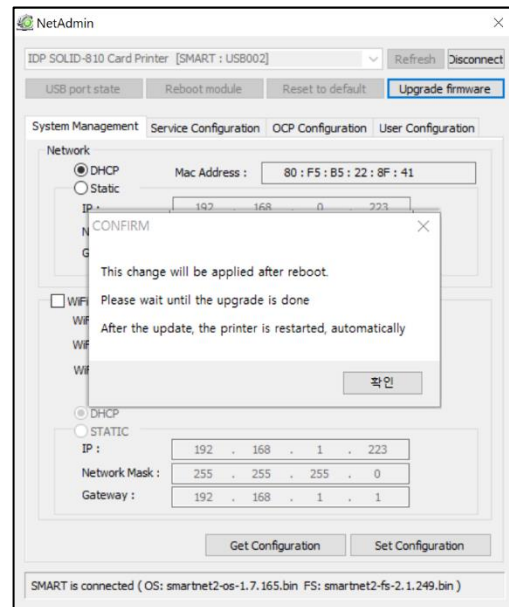 NetAdmin
IDP SOLID-810 Card Printer [SMART : USB002]
Refresh
Disconnect
USB port state
Reboot module
Reset to default
Upgrade firmware
System Management
Service Configuration
OCP Configuration
User Configuration
Network
DHCP
Mac Address :
80 : F5 : B5 : 22 : 8F : 41
Static
IP :
192 . 168 . 0 . 223
CONFIRM
This change will be applied after reboot.
Please wait until the upgrade is done
After the update, the printer is restarted, automatically
확인
WiFi
DHCP
STATIC
IP :
192 . 168 . 1 . 223
Network Mask :
255 . 255 . 255 . 0
Gateway :
192 . 168 . 1 . 1
Get Configuration
Set Configuration
SMART is connected ( OS: smartnet2-os-1.7.165.bin FS: smartnet2-fs-2.1.249.bin )